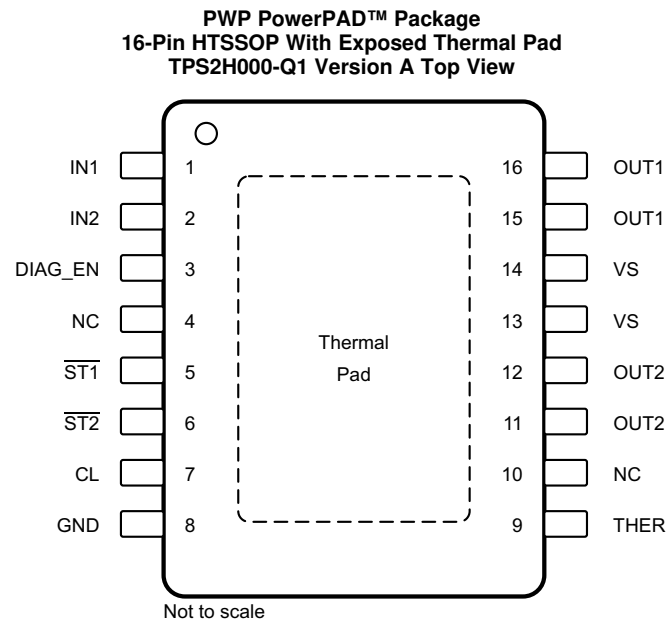 PWP PowerPAD™ Package
16-Pin HTSSOP With Exposed Thermal Pad
TPS2H000-Q1 Version A Top View
IN1 1 16 OUT1
IN2 2 15 OUT1
DIAG_EN 3 14 VS
NC 4 13 VS
Thermal
Pad
S̅T̅1̅ 5 12 OUT2
S̅T̅2̅ 6 11 OUT2
CL 7 10 NC
GND 8 9 THER
Not to scale